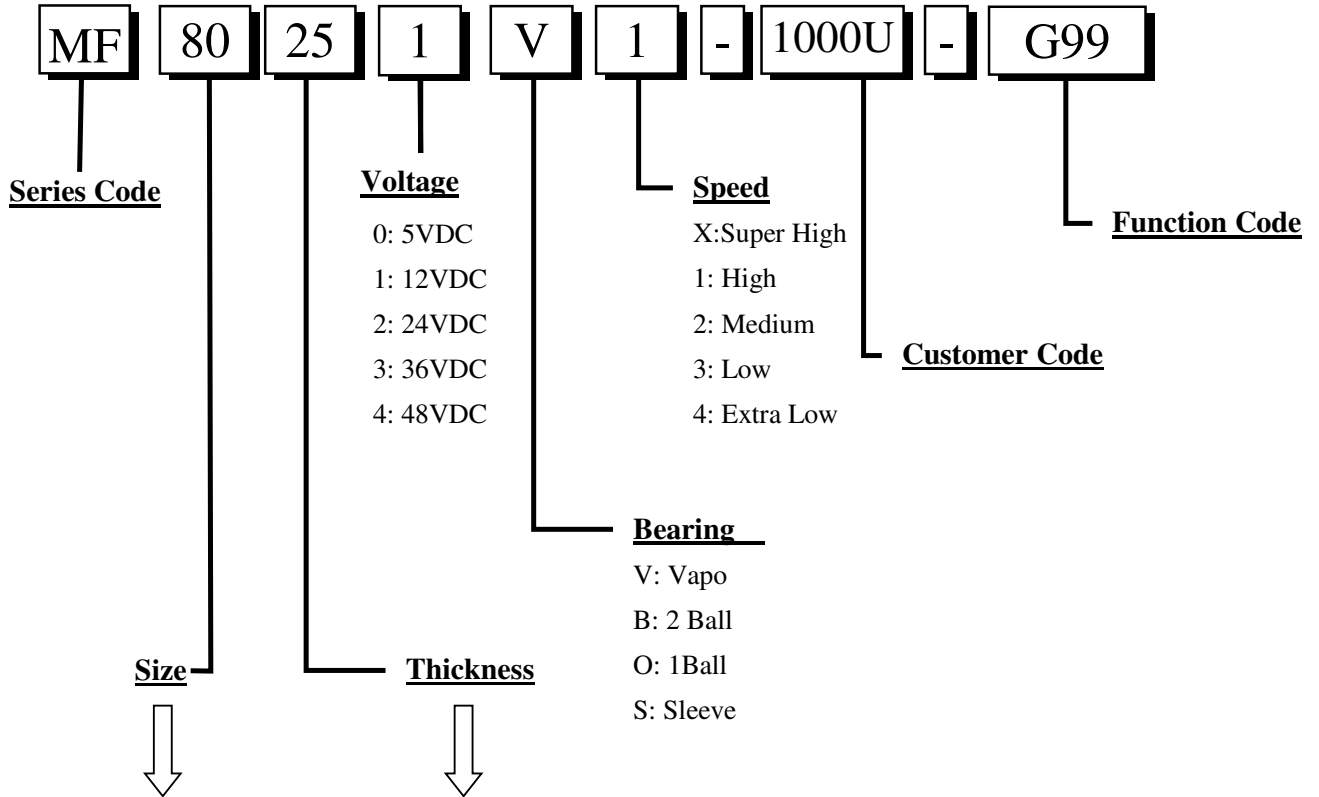 MF 80 25 1 V 1 - 1000U - G99
Series Code
Voltage
0: 5VDC
1: 12VDC
2: 24VDC
3: 36VDC
4: 48VDC
Speed
X:Super High
1: High
2: Medium
3: Low
4: Extra Low
Function Code
Customer Code
Bearing
V: Vapo
B: 2 Ball
O: 1Ball
S: Sleeve
Size
Thickness